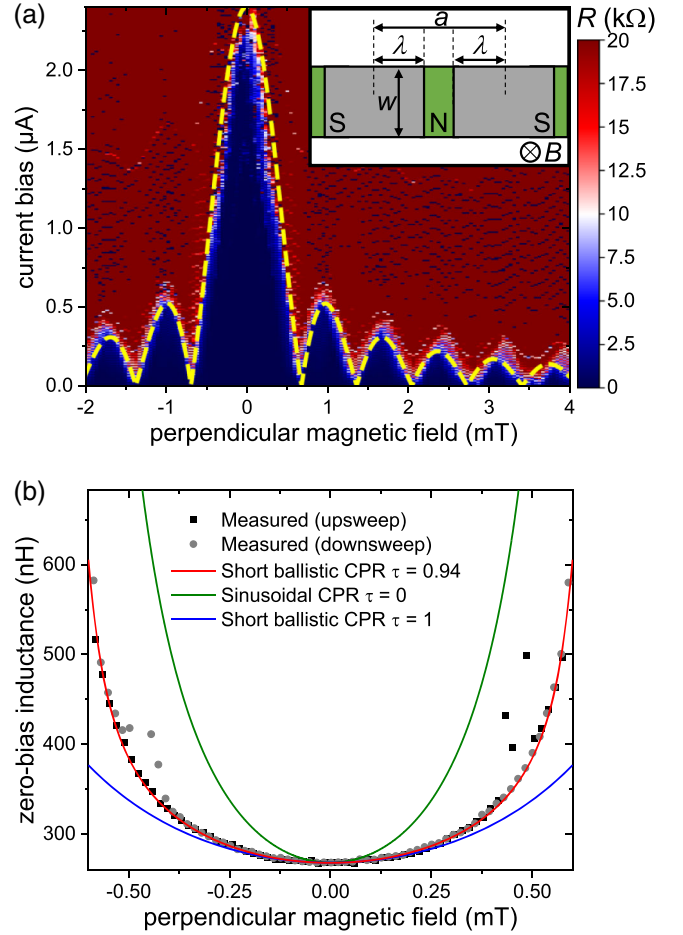 (a)
R (kΩ)
2.0
1.5
1.0
0.5
0.0
current bias (µA)
a
λ λ
w
S N S
B
20
17.5
15
12.5
10
7.5
5
2.5
0
-2 -1 0 1 2 3 4
perpendicular magnetic field (mT)
(b)
zero-bias inductance (nH)
600
500
400
300
Measured (upsweep)
Measured (downsweep)
Short ballistic CPR τ = 0.94
Sinusoidal CPR τ = 0
Short ballistic CPR τ = 1
-0.50 -0.25 0.00 0.25 0.50
perpendicular magnetic field (mT)